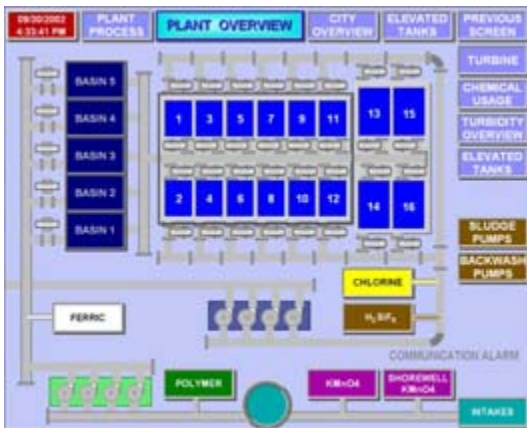 09/30/2002
4:33:41 PM
PLANT
PROCESS
PLANT OVERVIEW
CITY
OVERVIEW
ELEVATED
TANKS
PREVIOUS
SCREEN
TURBINE
CHEMICAL
USAGE
TURBIDITY
OVERVIEW
ELEVATED
TANKS
BASIN 5
BASIN 4
BASIN 3
BASIN 2
BASIN 1
1 3 5 7 9 11
13 15
2 4 6 8 10 12
14 16
SLUDGE
PUMPS
BACKWASH
PUMPS
CHLORINE
FERRIC
H2SiF6
COMMUNICATION ALARM
POLYMER
KMnO4
SHOREWELL
KMnO4
INTAKES